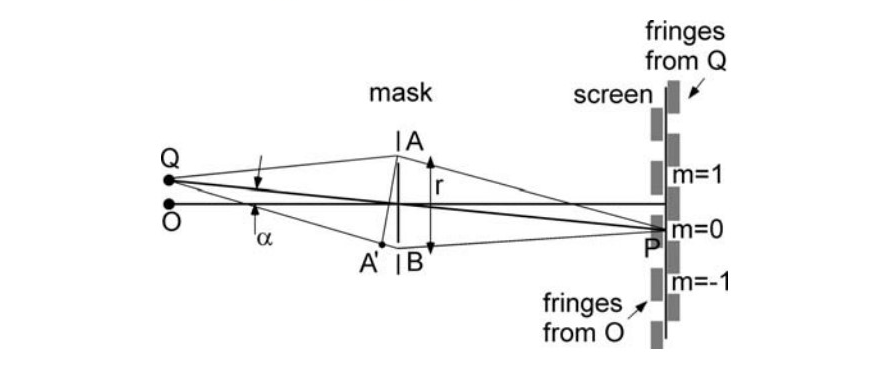 fringes
from Q
mask
screen
A
Q
r
m=1
O
α
P
m=0
A'
B
m=-1
fringes
from O